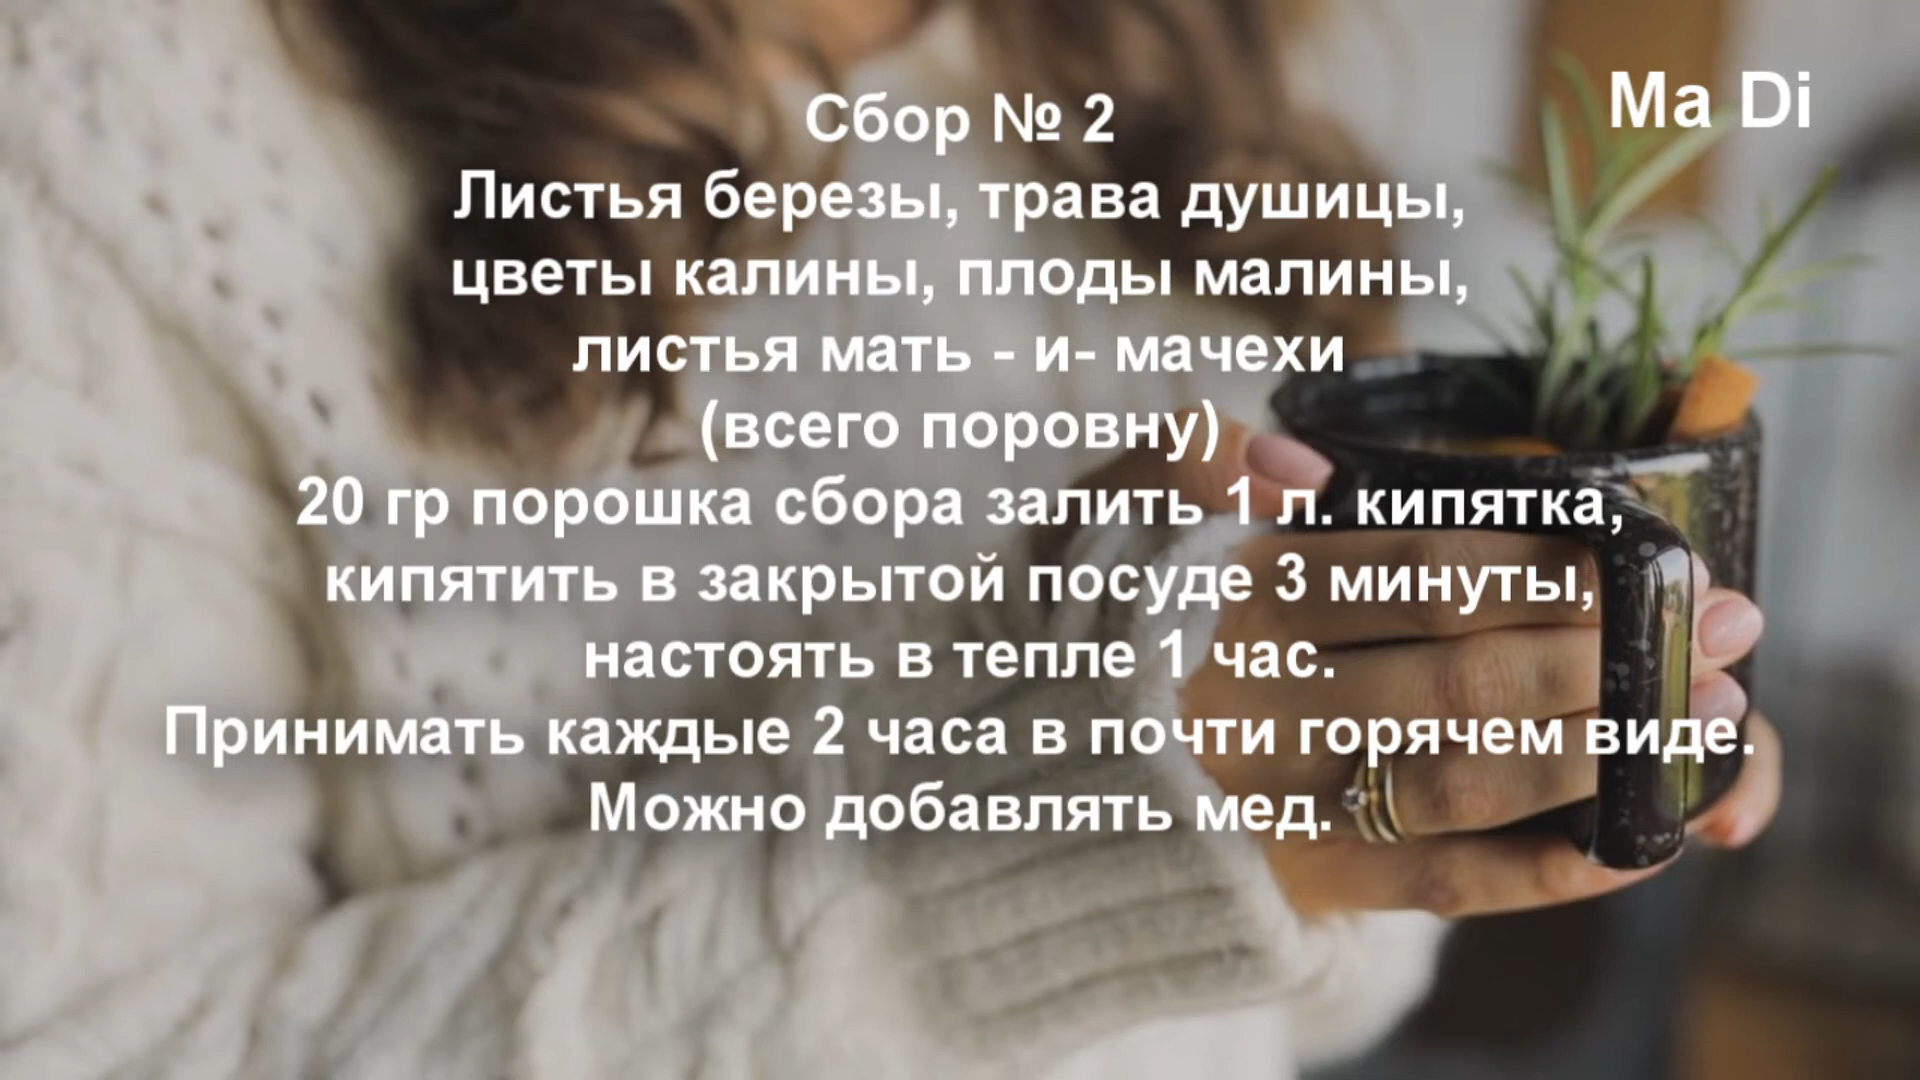 Ma Di
Сбор № 2
Листья березы, трава душицы,
цветы калины, плоды малины,
листья мать - и- мачехи
(всего поровну)
20 гр порошка сбора залить 1 л. кипятка,
кипятить в закрытой посуде 3 минуты,
настоять в тепле 1 час.
Принимать каждые 2 часа в почти горячем виде.
Можно добавлять мед.